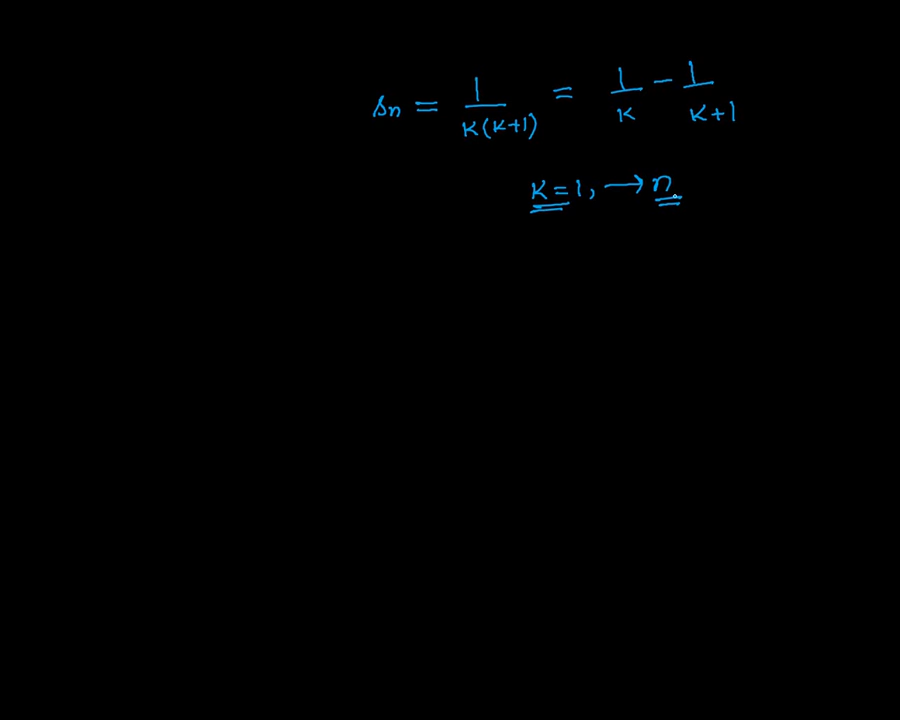 Sn = 1/K(K+1) = 1/K - 1/K+1
K = 1, → n